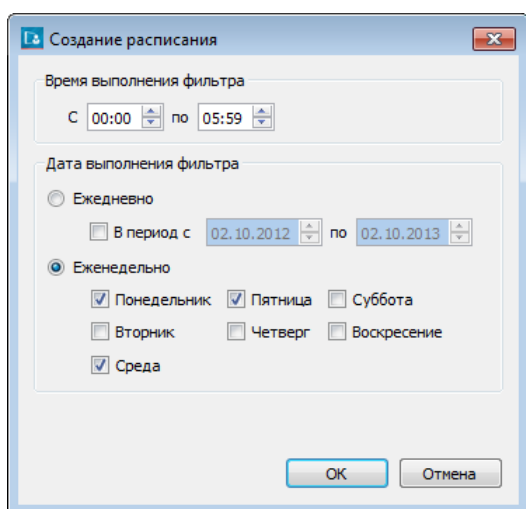 Создание расписания
Время выполнения фильтра
С 00:00 по 05:59
Дата выполнения фильтра
Ежедневно
В период с 02.10.2012 по 02.10.2013
Еженедельно
Понедельник Пятница Суббота
Вторник Четверг Воскресение
Среда
ОК Отмена